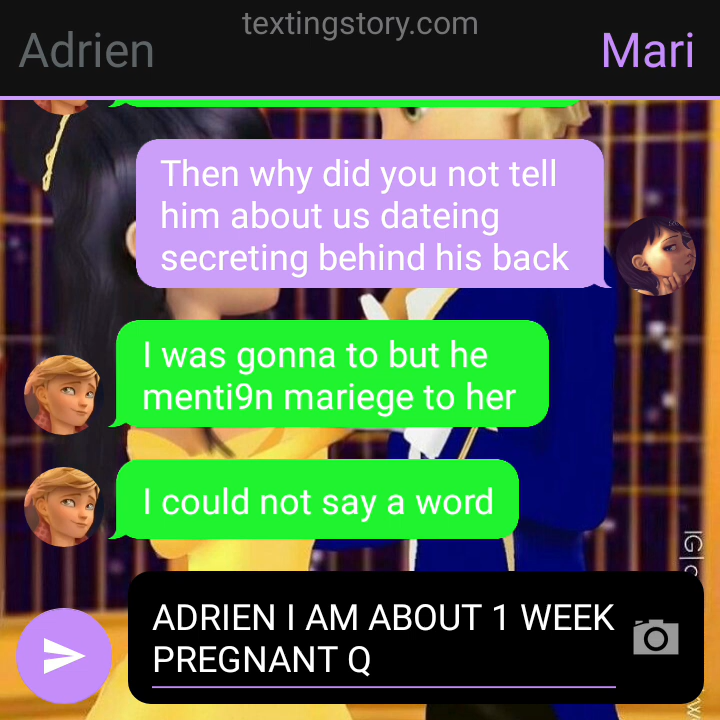 textingstory.com
Adrien
Mari
Then why did you not tell
him about us dateing
secreting behind his back
I was gonna to but he
menti9n mariege to her
I could not say a word
ADRIEN I AM ABOUT 1 WEEK
PREGNANT Q